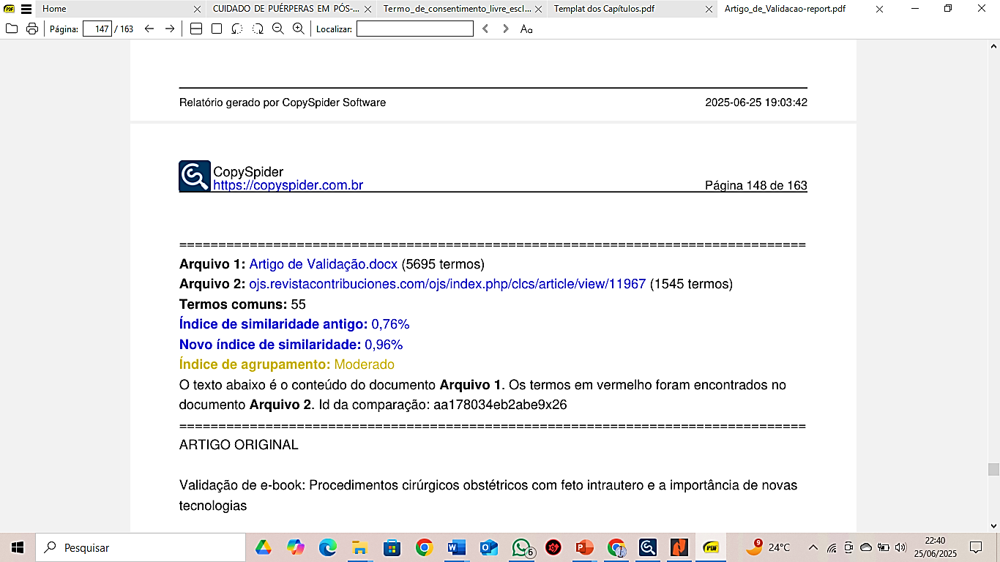 Home
CUIDADO DE PUÉRPERAS EM PÓS-...
Termo_de_consentimento_livre_escl...
Templat dos Capítulos.pdf
Artigo_de_Validacao-report.pdf
Página: 147 / 163 Localizar: Aa
Relatório gerado por CopySpider Software 2025-06-25 19:03:42
CopySpider
https://copyspider.com.br Página 148 de 163
================================================================================
Arquivo 1: Artigo de Validação.docx (5695 termos)
Arquivo 2: ojs.revistacontribuciones.com/ojs/index.php/clcs/article/view/11967 (1545 termos)
Termos comuns: 55
Índice de similaridade antigo: 0,76%
Novo índice de similaridade: 0,96%
Índice de agrupamento: Moderado
O texto abaixo é o conteúdo do documento Arquivo 1. Os termos em vermelho foram encontrados no
documento Arquivo 2. Id da comparação: aa178034eb2abe9x26
================================================================================
ARTIGO ORIGINAL
Validação de e-book: Procedimentos cirúrgicos obstétricos com feto intrautero e a importância de novas
tecnologias
Pesquisar
6
PDF
9
24°C
22:40
25/06/2025